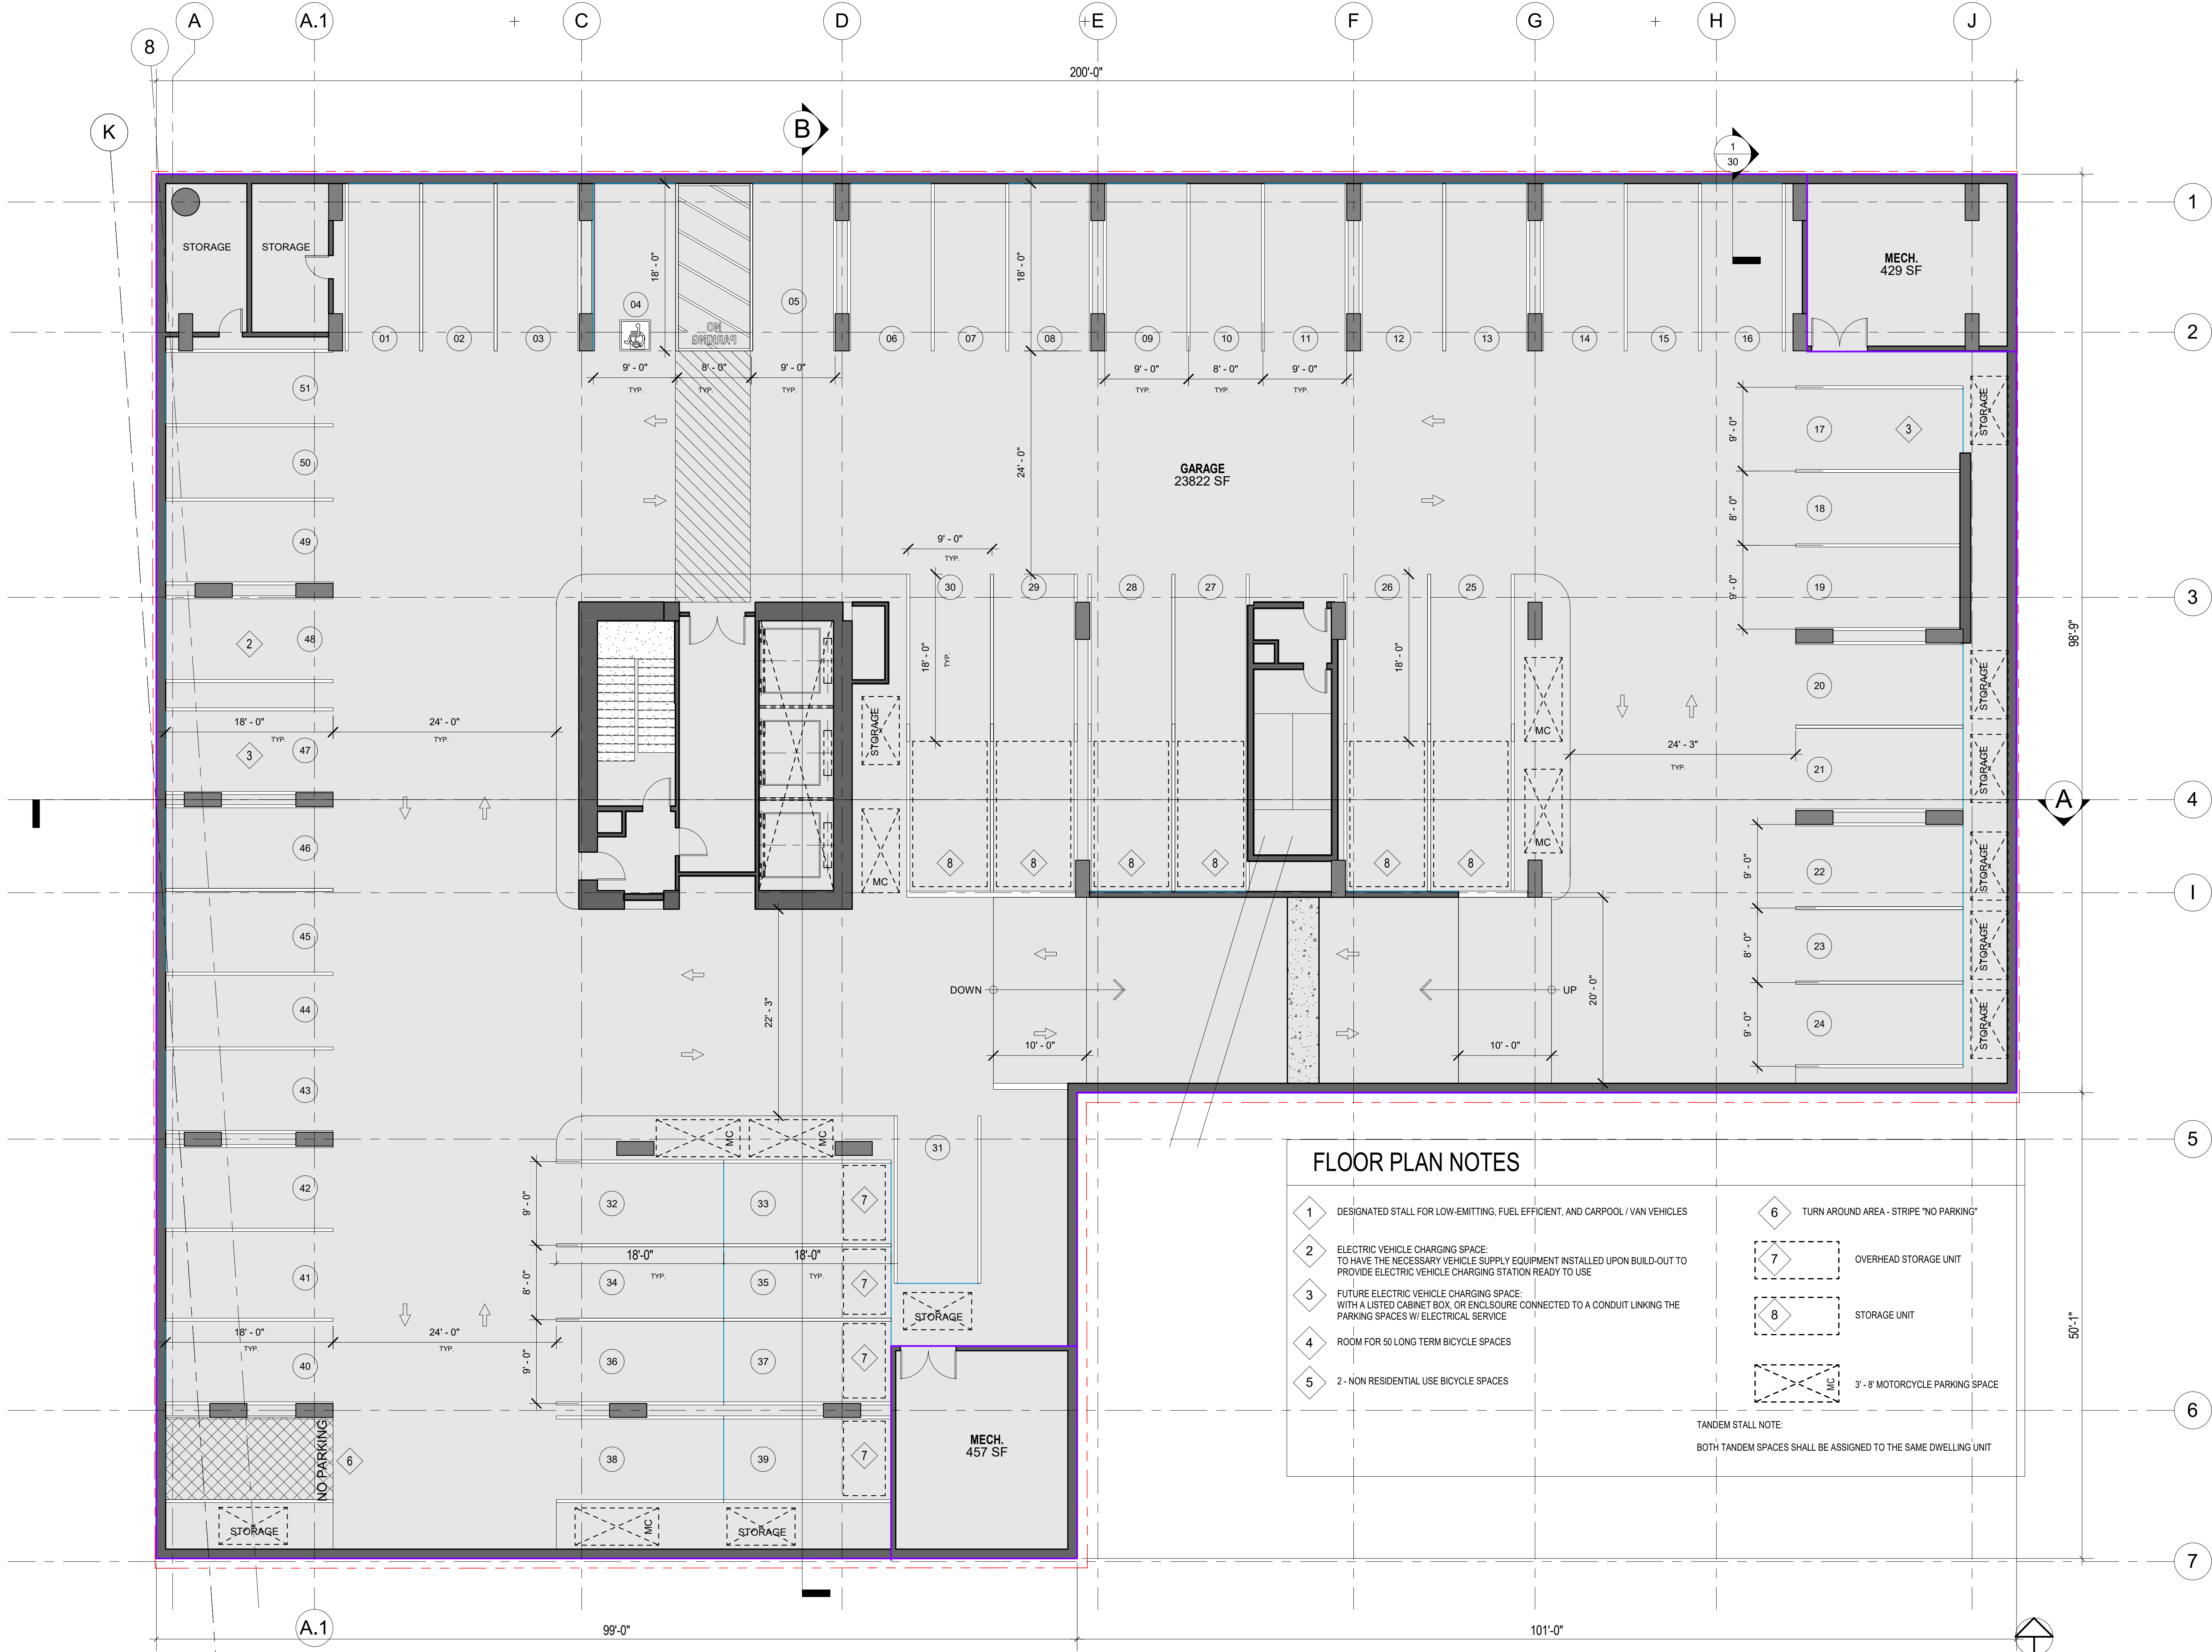 A
A.1
C
D
E
F
G
H
J
8
200'-0"
K
B
1
30
1
STORAGE
STORAGE
18' - 0"
04
05
NO
PARKING
18' - 0"
MECH.
429 SF
2
01
02
03
06
07
08
09
10
11
12
13
14
15
16
9' - 0"
TYP.
8' - 0"
TYP.
9' - 0"
TYP.
9' - 0"
TYP.
8' - 0"
TYP.
9' - 0"
TYP.
51
50
49
48
2
47
3
46
45
44
43
42
41
40
24' - 0"
GARAGE
23822 SF
9' - 0"
17
3
8' - 0"
18
9' - 0"
19
STORAGE
9' - 0"
TYP.
30
29
28
27
26
25
3
18' - 0"
TYP.
18' - 0"
98'-9"
18' - 0"
TYP.
24' - 0"
TYP.
STORAGE
MC
MC
MC
8
8
8
8
8
8
24' - 3"
TYP.
20
21
STORAGE
STORAGE
A
4
9' - 0"
22
8' - 0"
23
9' - 0"
24
STORAGE
STORAGE
STORAGE
I
DOWN
UP
20' - 0"
22' - 3"
10' - 0"
10' - 0"
MC
MC
31
5
9' - 0"
32
33
7
18'-0"
TYP.
18'-0"
TYP.
8' - 0"
34
35
7
STORAGE
18' - 0"
TYP.
24' - 0"
TYP.
9' - 0"
36
37
7
NO PARKING
6
38
39
7
MECH.
457 SF
STORAGE
MC
STORAGE
FLOOR PLAN NOTES
1
DESIGNATED STALL FOR LOW-EMITTING, FUEL EFFICIENT, AND CARPOOL / VAN VEHICLES
2
ELECTRIC VEHICLE CHARGING SPACE:
TO HAVE THE NECESSARY VEHICLE SUPPLY EQUIPMENT INSTALLED UPON BUILD-OUT TO
PROVIDE ELECTRIC VEHICLE CHARGING STATION READY TO USE
3
FUTURE ELECTRIC VEHICLE CHARGING SPACE:
WITH A LISTED CABINET BOX, OR ENCLSOURE CONNECTED TO A CONDUIT LINKING THE
PARKING SPACES W/ ELECTRICAL SERVICE
4
ROOM FOR 50 LONG TERM BICYCLE SPACES
5
2 - NON RESIDENTIAL USE BICYCLE SPACES
6
TURN AROUND AREA - STRIPE "NO PARKING"
7
OVERHEAD STORAGE UNIT
8
STORAGE UNIT
MC
3' - 8' MOTORCYCLE PARKING SPACE
TANDEM STALL NOTE:
BOTH TANDEM SPACES SHALL BE ASSIGNED TO THE SAME DWELLING UNIT
50'-1"
6
7
A.1
99'-0"
101'-0"